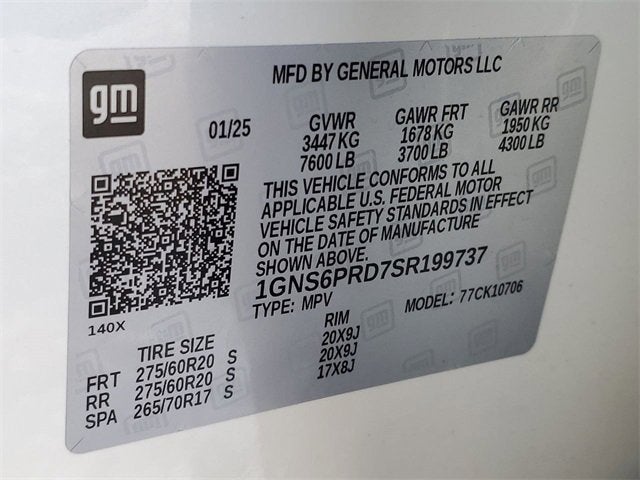 gm
MFD BY GENERAL MOTORS LLC
01/25 GVWR GAWR FRT GAWR RR
3447 KG 1678 KG 1950 KG
7600 LB 3700 LB 4300 LB
THIS VEHICLE CONFORMS TO ALL
APPLICABLE U.S. FEDERAL MOTOR
VEHICLE SAFETY STANDARDS IN EFFECT
ON THE DATE OF MANUFACTURE
SHOWN ABOVE.
1GNS6PRD7SR199737
TYPE: MPV MODEL: 77CK10706
140X
TIRE SIZE RIM
FRT 275/60R20 S 20X9J
RR 275/60R20 S 20X9J
SPA 265/70R17 S 17X8J